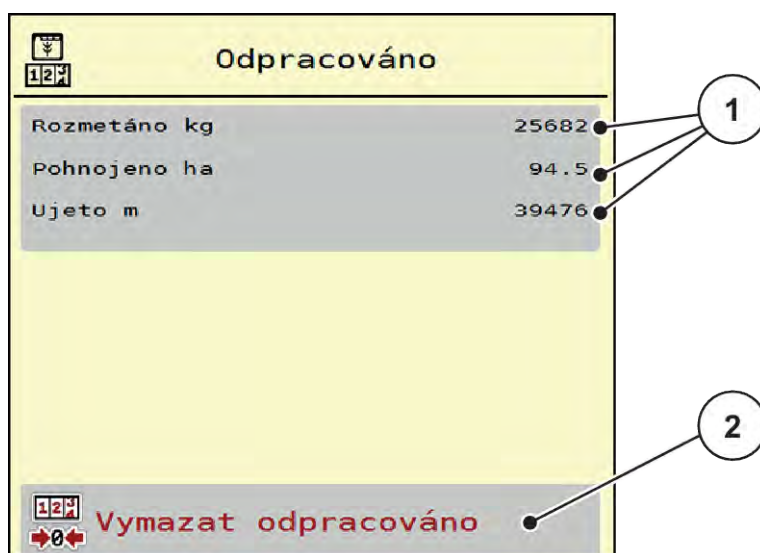 Odpracováno
Rozmetáno kg 25682
Pohnojeno ha 94.5
Ujeto m 39476
Vymazat odpracováno
1
2